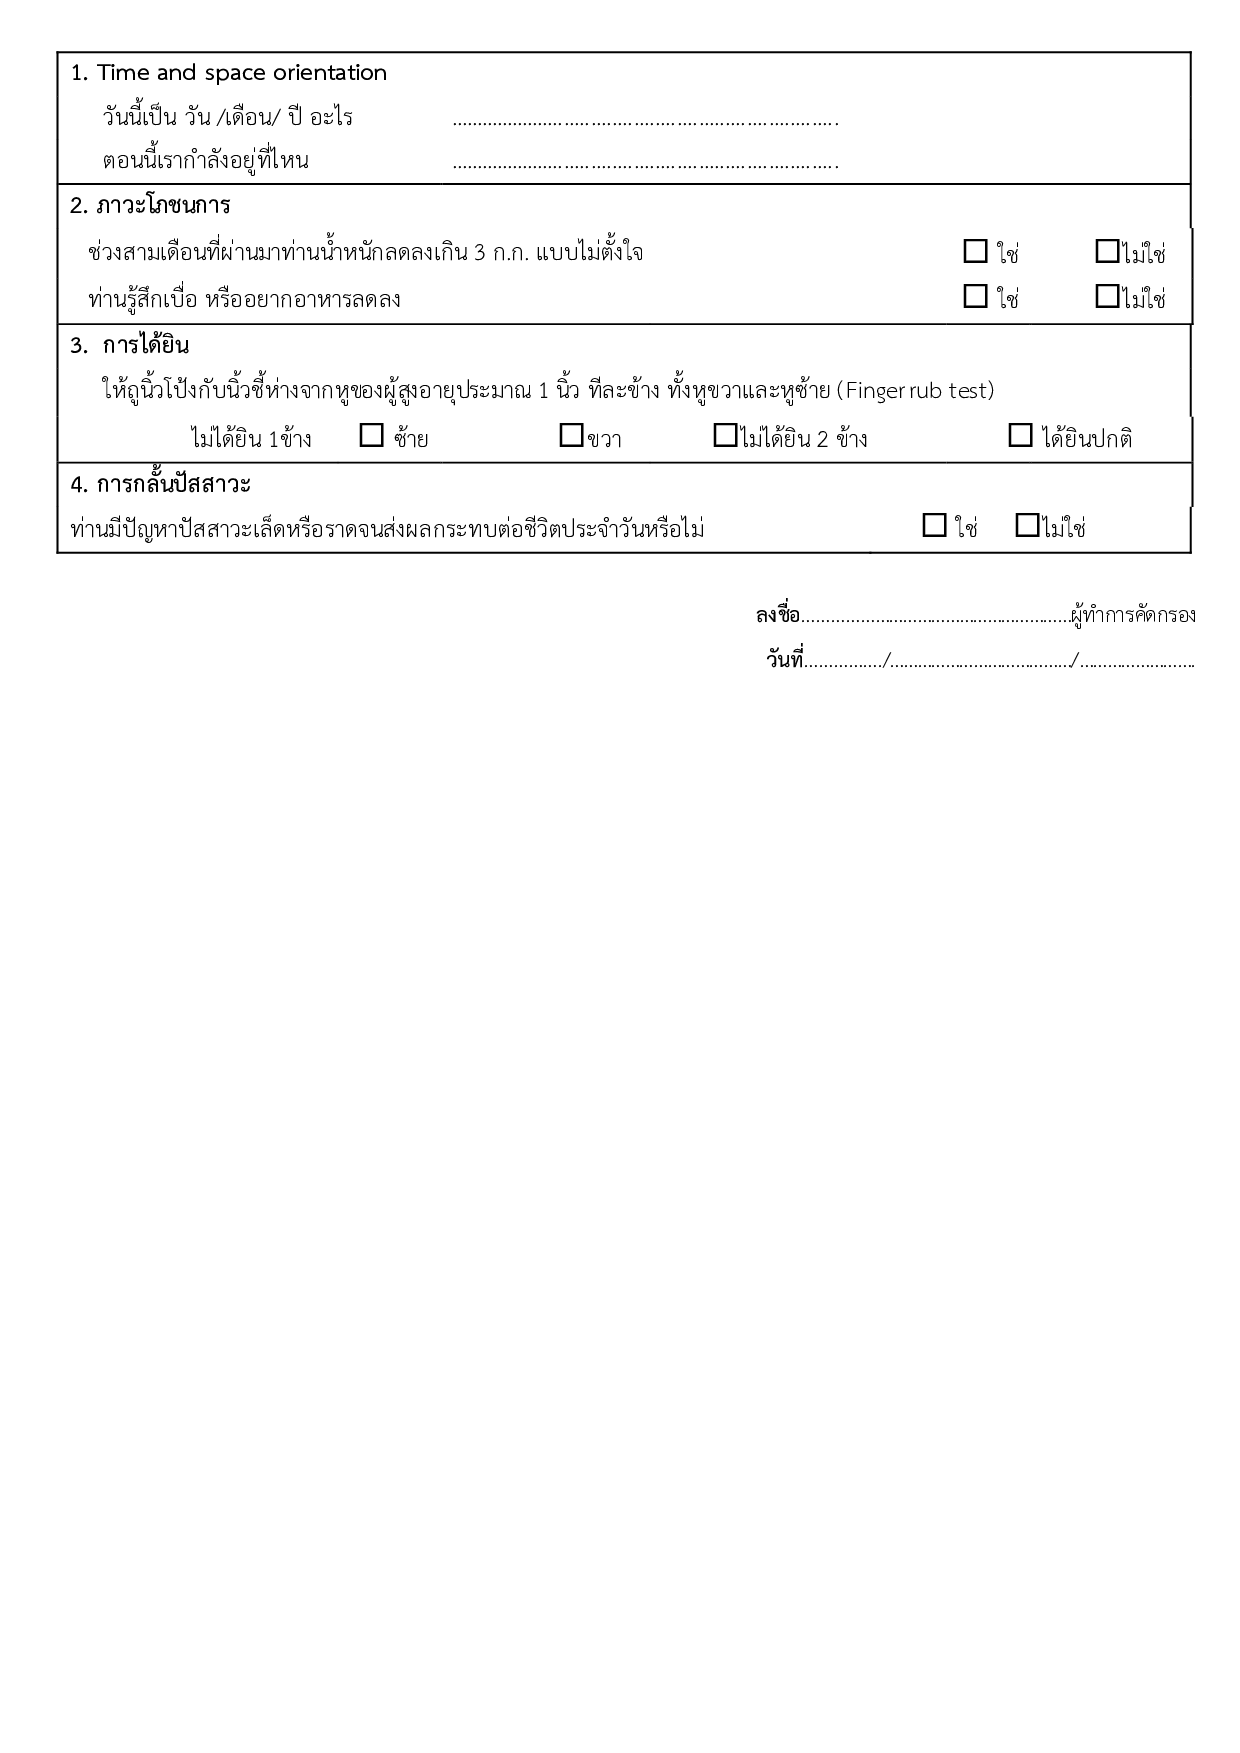 1. Time and space orientation
วันนี้เป็น วัน /เดือน/ ปี อะไร ......................................................................
ตอนนี้เรากำลังอยู่ที่ไหน ......................................................................
2. ภาวะโภชนการ
ช่วงสามเดือนที่ผ่านมาท่านน้ำหนักลดลงเกิน 3 ก.ก. แบบไม่ตั้งใจ ☐ ใช่ ☐ไม่ใช่
ท่านรู้สึกเบื่อ หรืออยากอาหารลดลง ☐ ใช่ ☐ไม่ใช่
3. การได้ยิน
ให้ถูนิ้วโป้งกับนิ้วชี้ห่างจากหูของผู้สูงอายุประมาณ 1 นิ้ว ทีละข้าง ทั้งหูขวาและหูซ้าย (Finger rub test)
ไม่ได้ยิน 1ข้าง ☐ ซ้าย ☐ขวา ☐ไม่ได้ยิน 2 ข้าง ☐ ได้ยินปกติ
4. การกลั้นปัสสาวะ
ท่านมีปัญหาปัสสาวะเล็ดหรือราดจนส่งผลกระทบต่อชีวิตประจำวันหรือไม่ ☐ ใช่ ☐ไม่ใช่
ลงชื่อ......................................................ผู้ทำการคัดกรอง
วันที่................/...................................../........................